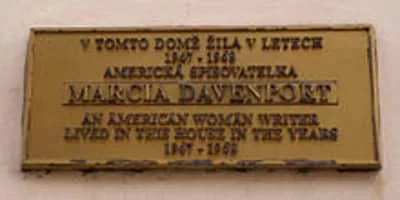 V TOMTO DOMĚ ŽILA V LETECH
1947 - 1948
AMERICKÁ SPISOVATELKA
MARCIA DAVENPORT
AN AMERICAN WOMAN WRITER
LIVED IN THIS HOUSE IN THE YEARS
1947 - 1948